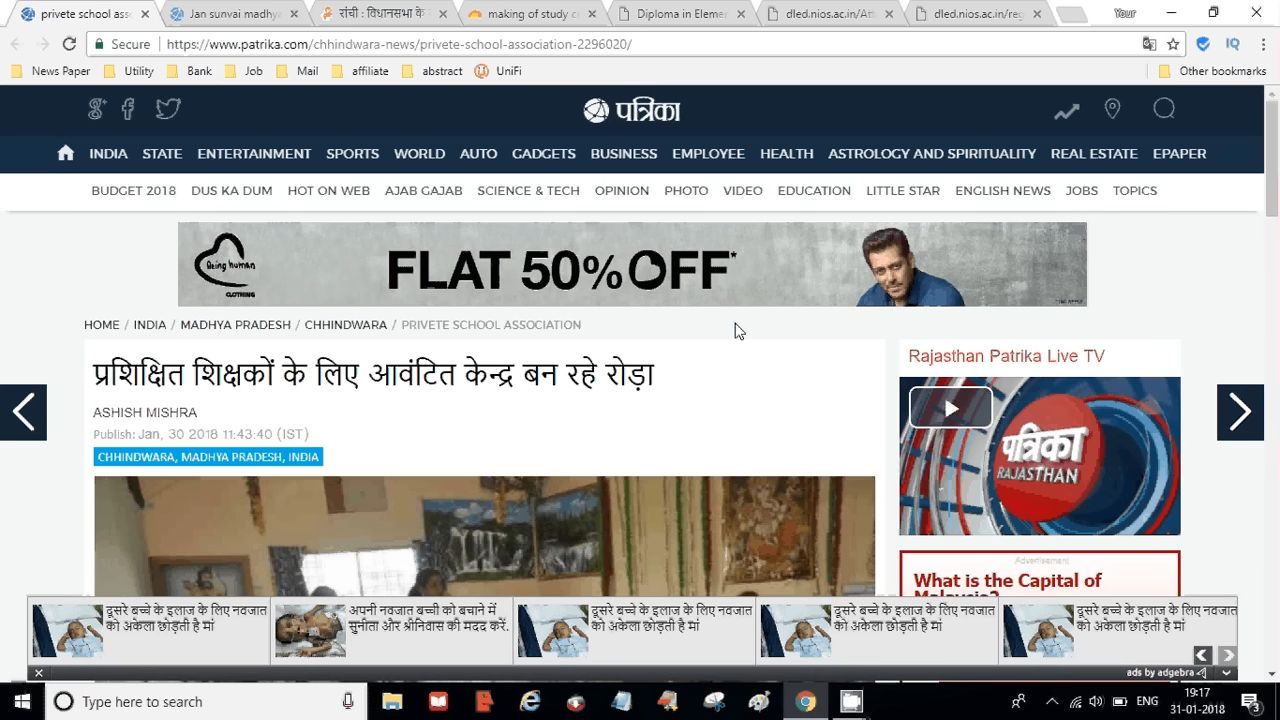 privete school ass
Jan sunvai madhya
रांची : विधानसभा के
making of study ce
Diploma in Elemer
dled.nios.ac.in/Att
dled.nios.ac.in/reg
Your
Secure
https://www.patrika.com/chhindwara-news/privete-school-association-2296020/
IQ
News Paper
Utility
Bank
Job
Mail
affiliate
abstract
UniFi
Other bookmarks
पत्रिका
INDIA STATE ENTERTAINMENT SPORTS WORLD AUTO GADGETS BUSINESS EMPLOYEE HEALTH ASTROLOGY AND SPIRITUALITY REAL ESTATE EPAPER
BUDGET 2018 DUS KA DUM HOT ON WEB AJAB GAJAB SCIENCE & TECH OPINION PHOTO VIDEO EDUCATION LITTLE STAR ENGLISH NEWS JOBS TOPICS
Being human
CLOTHING
FLAT 50% OFF*
HOME / INDIA / MADHYA PRADESH / CHHINDWARA / PRIVETE SCHOOL ASSOCIATION
प्रशिक्षित शिक्षकों के लिए आवंटित केन्द्र बन रहे रोड़ा
ASHISH MISHRA
Publish: Jan, 30 2018 11:43:40 (IST)
CHHINDWARA, MADHYA PRADESH, INDIA
Rajasthan Patrika Live TV
पत्रिका
RAJASTHAN
Advertisement
What is the Capital of
Malaysia?
दूसरे बच्चे के इलाज के लिए नवजात
को अकेला छोड़ती है मां
अपनी नवजात बच्ची को बचाने में
सुनीता और श्रीनिवास की मदद करें.
दूसरे बच्चे के इलाज के लिए नवजात
को अकेला छोड़ती है मां
दूसरे बच्चे के इलाज के लिए नवजात
को अकेला छोड़ती है मां
दूसरे बच्चे के इलाज के लिए नवजात
को अकेला छोड़ती है मां
ads by adgebra
Type here to search
ENG
19:17
31-01-2018
3